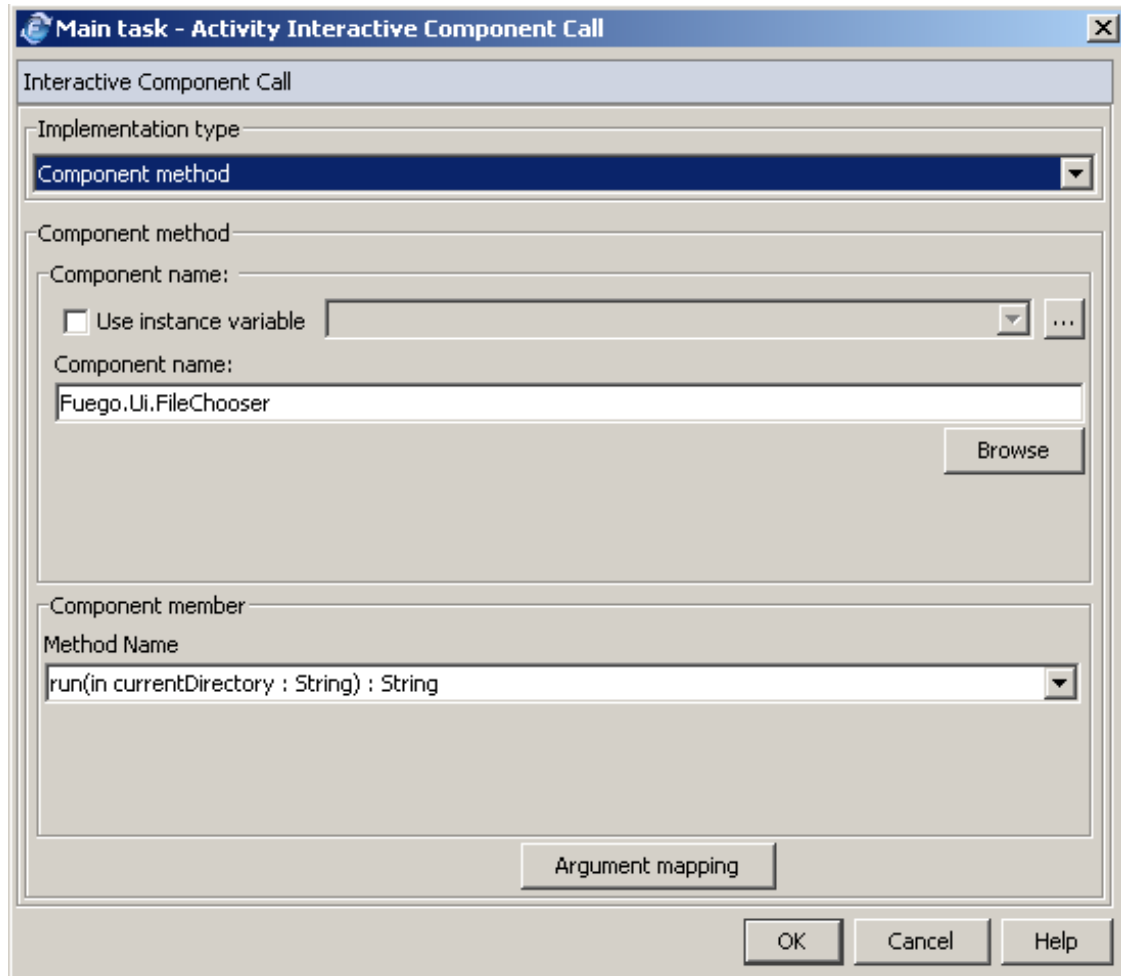 Main task - Activity Interactive Component Call
Interactive Component Call
Implementation type
Component method
Component method
Component name:
Use instance variable ...
Component name:
Fuego.Ui.FileChooser
Browse
Component member
Method Name
run(in currentDirectory : String) : String
Argument mapping
OK Cancel Help